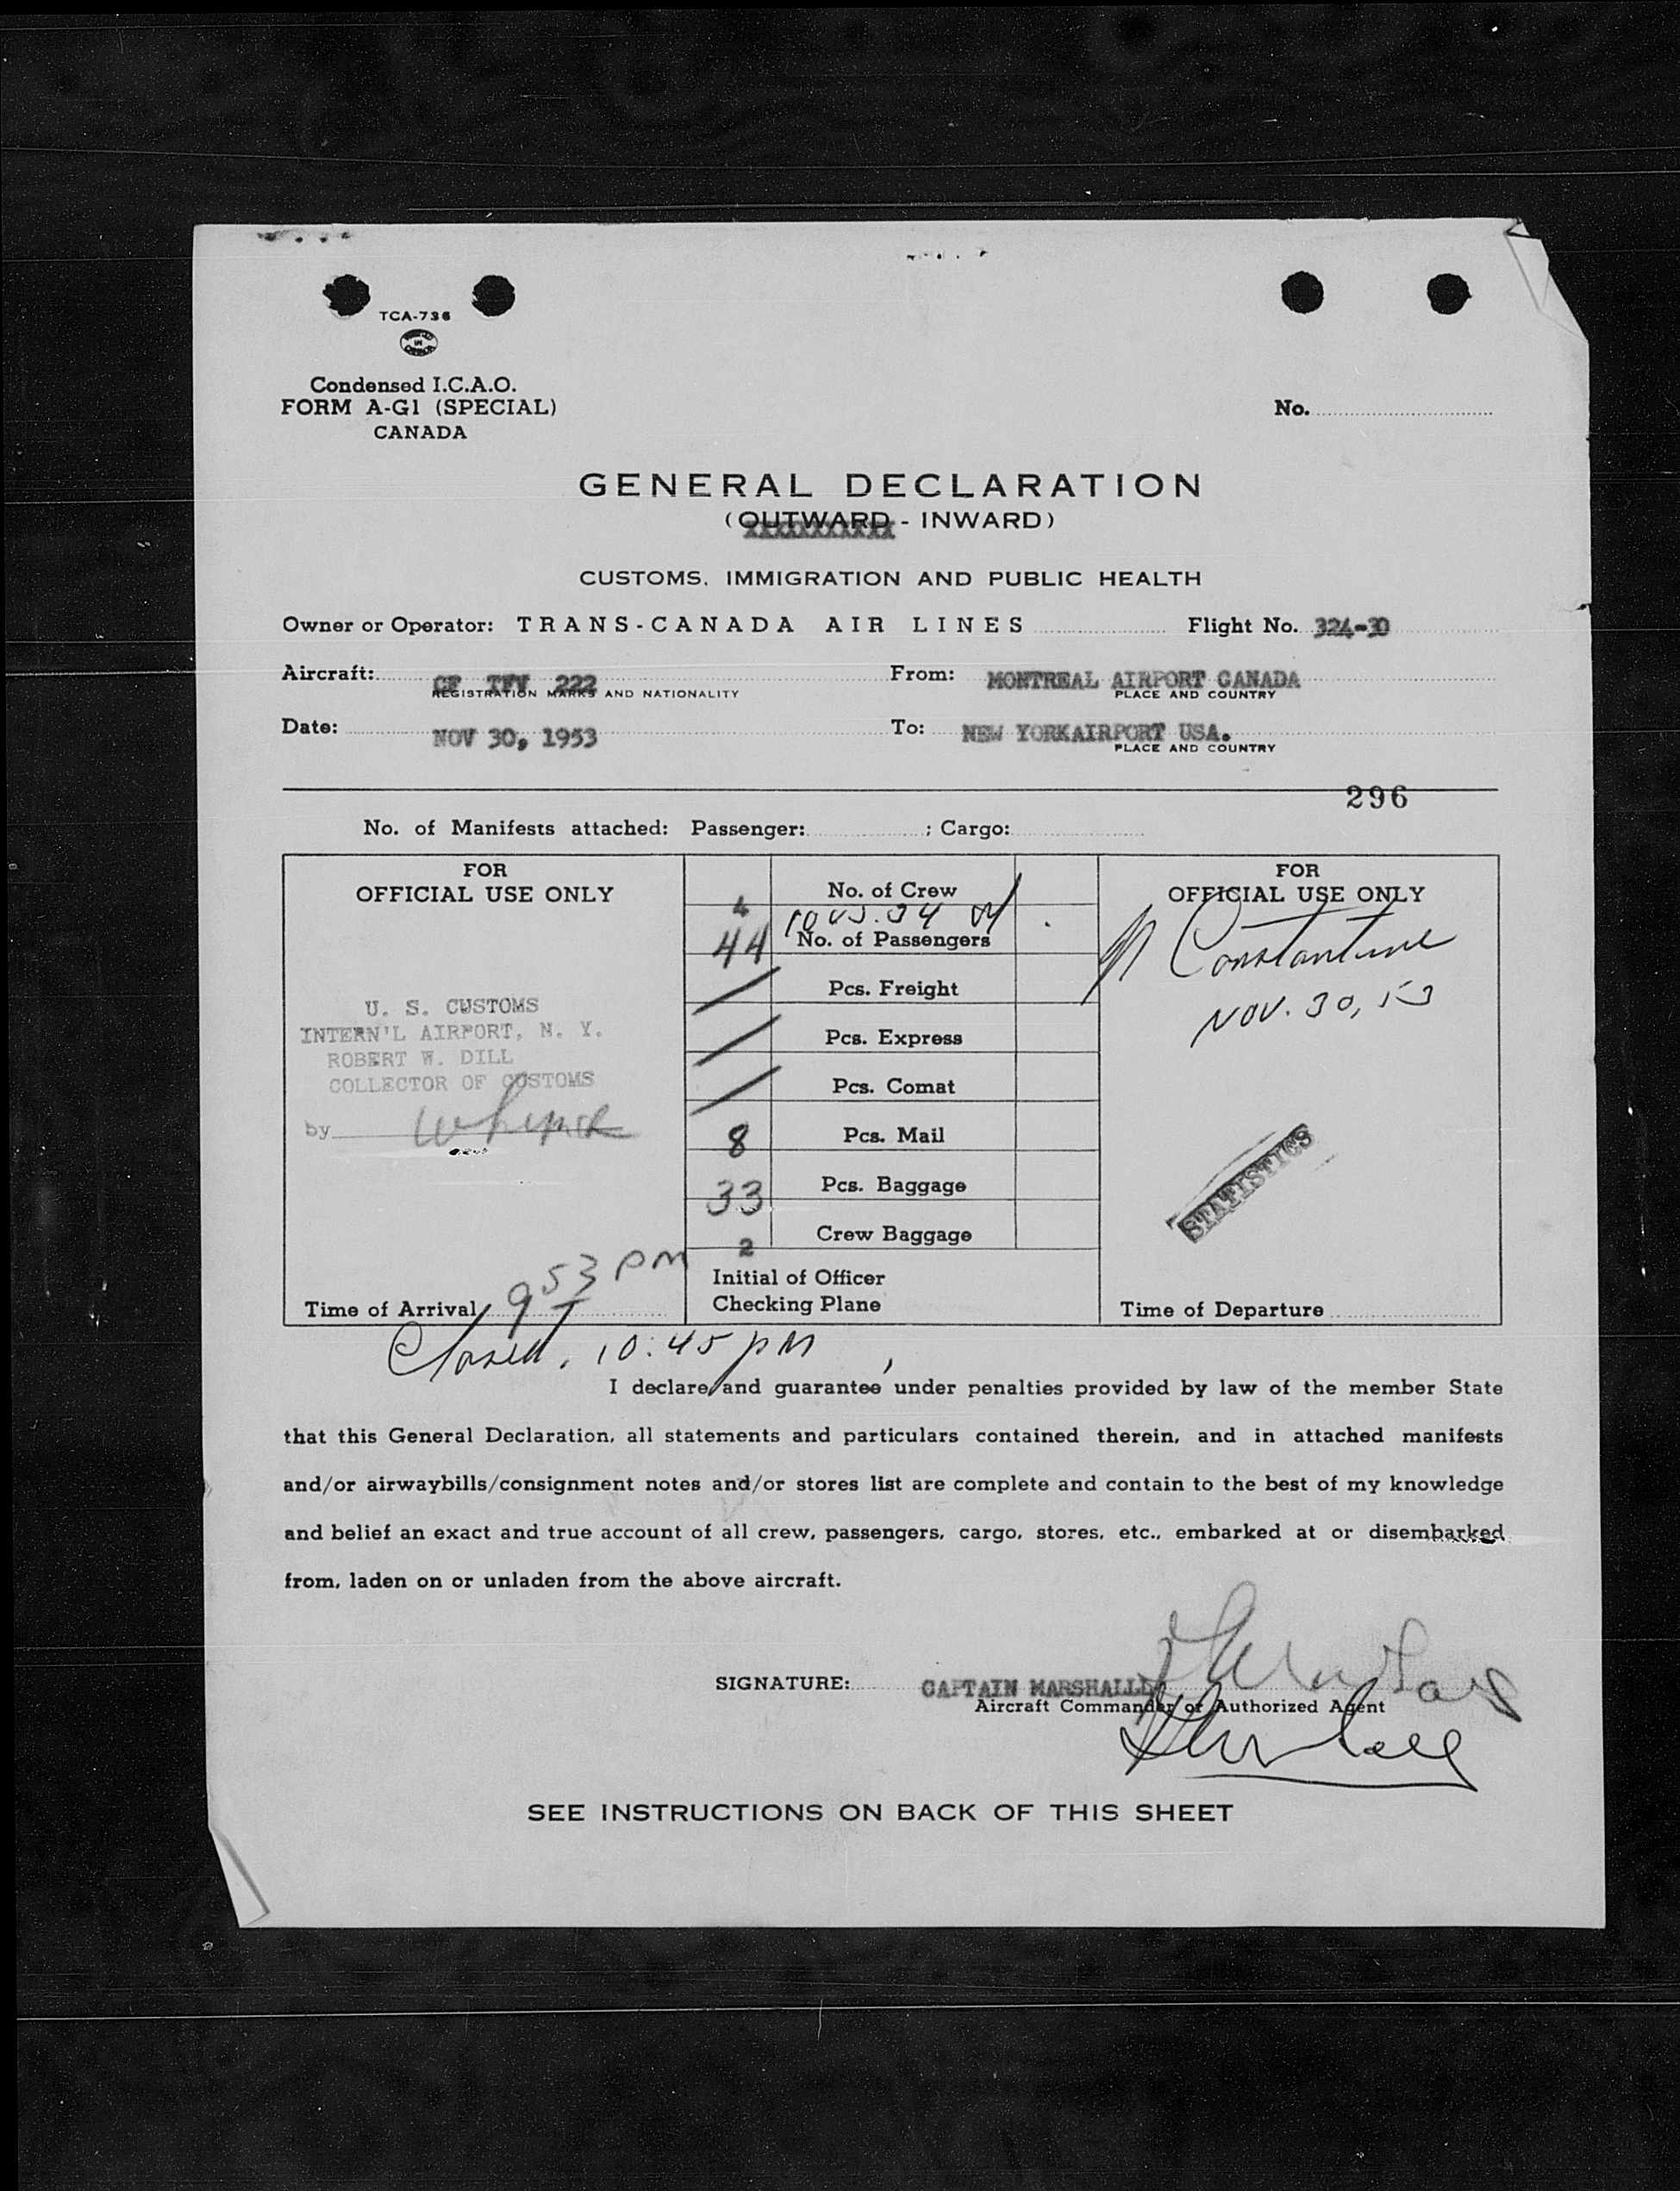 TCA-736
Condensed I.C.A.O.
FORM A-G1 (SPECIAL)
CANADA
No.
GENERAL DECLARATION
(OUTWARD - INWARD)
CUSTOMS, IMMIGRATION AND PUBLIC HEALTH
Owner or Operator: TRANS-CANADA AIR LINES Flight No. 324-30
Aircraft: CF TFV 222 From: MONTREAL AIRPORT CANADA
REGISTRATION MARKS AND NATIONALITY PLACE AND COUNTRY
Date: NOV 30, 1953 To: NEW YORKAIRPORT USA.
PLACE AND COUNTRY
296
No. of Manifests attached: Passenger: ; Cargo:
FOR
OFFICIAL USE ONLY
U. S. CUSTOMS
INTERN'L AIRPORT, N. Y.
ROBERT W. DILL
COLLECTOR OF CUSTOMS
by
Time of Arrival 9 53 PM
Closed, 10:45 PM
4 No. of Crew
10 US. 34
44 No. of Passengers
Pcs. Freight
Pcs. Express
Pcs. Comat
8 Pcs. Mail
33 Pcs. Baggage
2 Crew Baggage
Initial of Officer
Checking Plane
FOR
OFFICIAL USE ONLY
Constantine
NOV. 30, 53
STATISTICS
Time of Departure
I declare and guarantee under penalties provided by law of the member State
that this General Declaration, all statements and particulars contained therein, and in attached manifests
and/or airwaybills/consignment notes and/or stores list are complete and contain to the best of my knowledge
and belief an exact and true account of all crew, passengers, cargo, stores, etc., embarked at or disembarked
from, laden on or unladen from the above aircraft.
SIGNATURE: CAPTAIN MARSHALL
Aircraft Commander or Authorized Agent
SEE INSTRUCTIONS ON BACK OF THIS SHEET